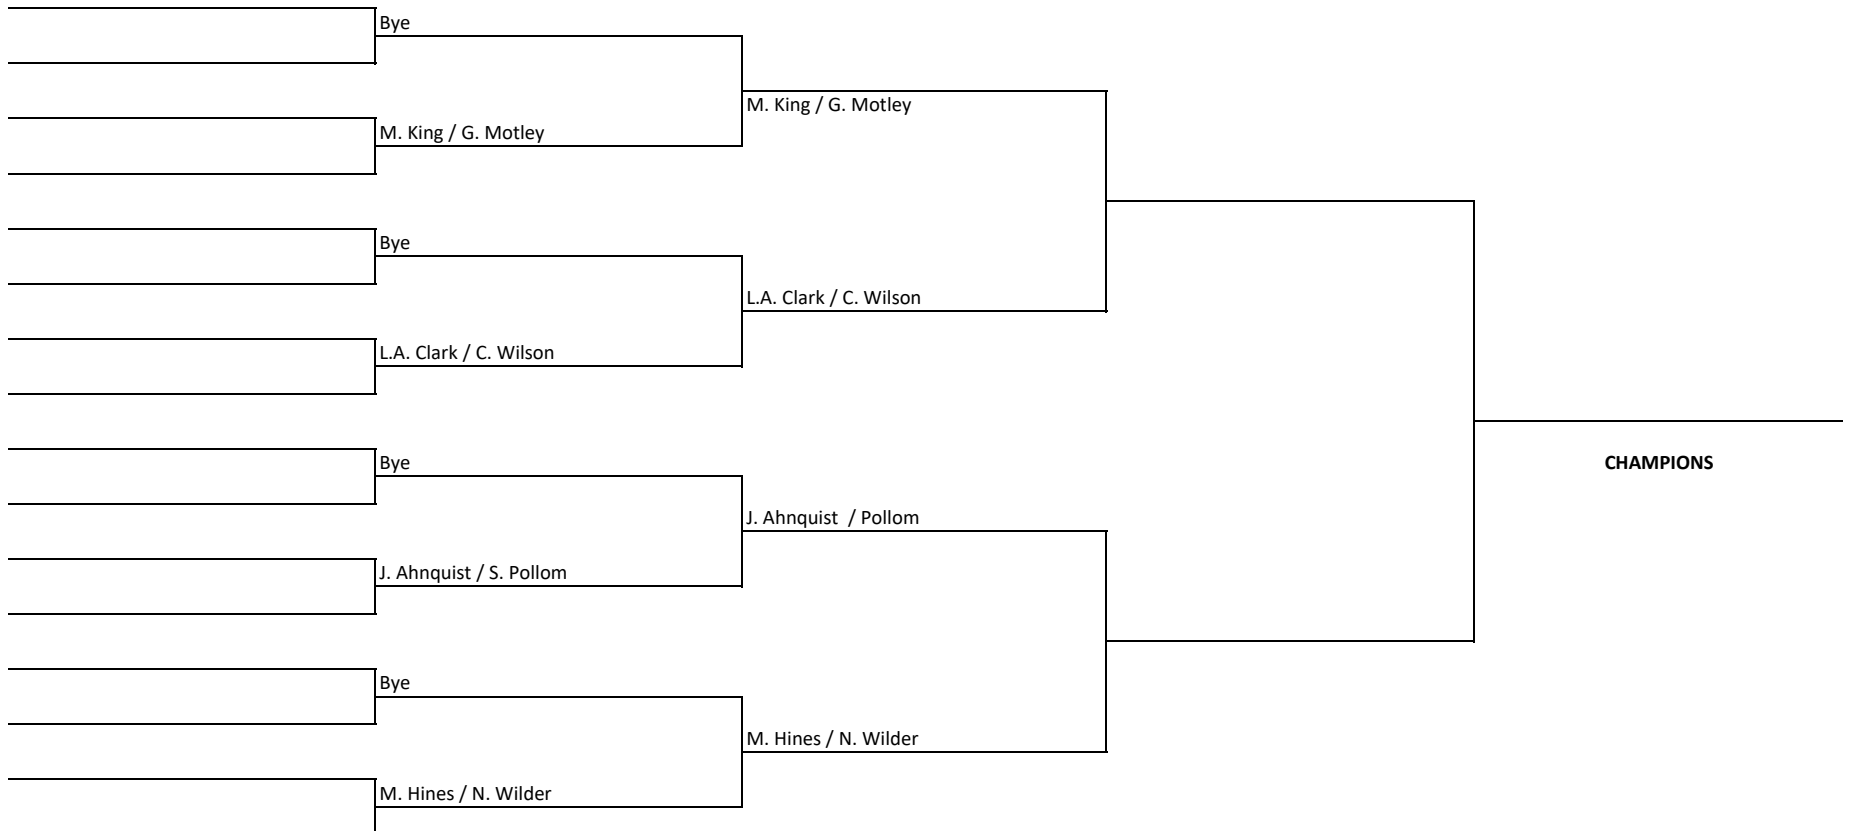 Bye
M. King / G. Motley
M. King / G. Motley
Bye
L.A. Clark / C. Wilson
L.A. Clark / C. Wilson
Bye
CHAMPIONS
J. Ahnquist  / Pollom
J. Ahnquist / S. Pollom
Bye
M. Hines / N. Wilder
M. Hines / N. Wilder